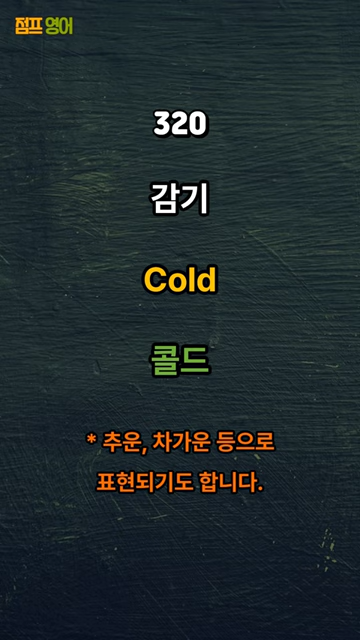 점프 영어
320
감기
Cold
콜드
* 추운, 차가운 등으로
표현되기도 합니다.